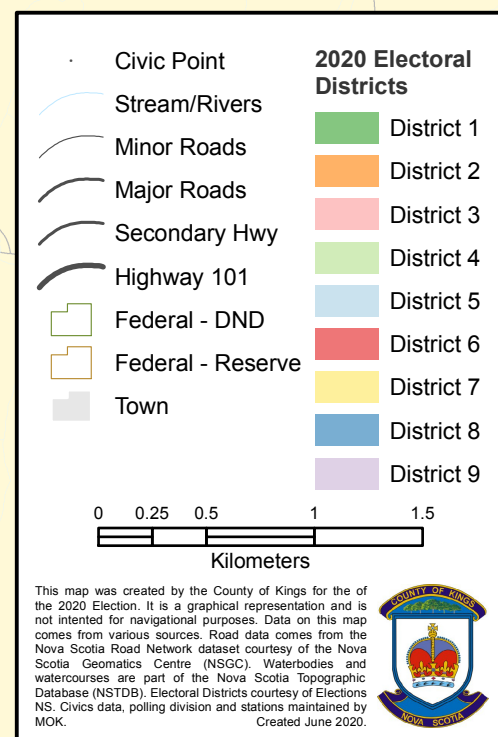 Civic Point
Stream/Rivers
Minor Roads
Major Roads
Secondary Hwy
Highway 101
Federal - DND
Federal - Reserve
Town
2020 Electoral
Districts
District 1
District 2
District 3
District 4
District 5
District 6
District 7
District 8
District 9
0 0.25 0.5 1 1.5
Kilometers
This map was created by the County of Kings for the of
the 2020 Election. It is a graphical representation and is
not intended for navigational purposes. Data on this map
comes from various sources. Road data comes from the
Nova Scotia Road Network dataset courtesy of the Nova
Scotia Geomatics Centre (NSGC). Waterbodies and
watercourses are part of the Nova Scotia Topographic
Database (NSTDB). Electoral Districts courtesy of Elections
NS. Civics data, polling division and stations maintained by
MOK. Created June 2020.
COUNTY OF KINGS
NOVA SCOTIA